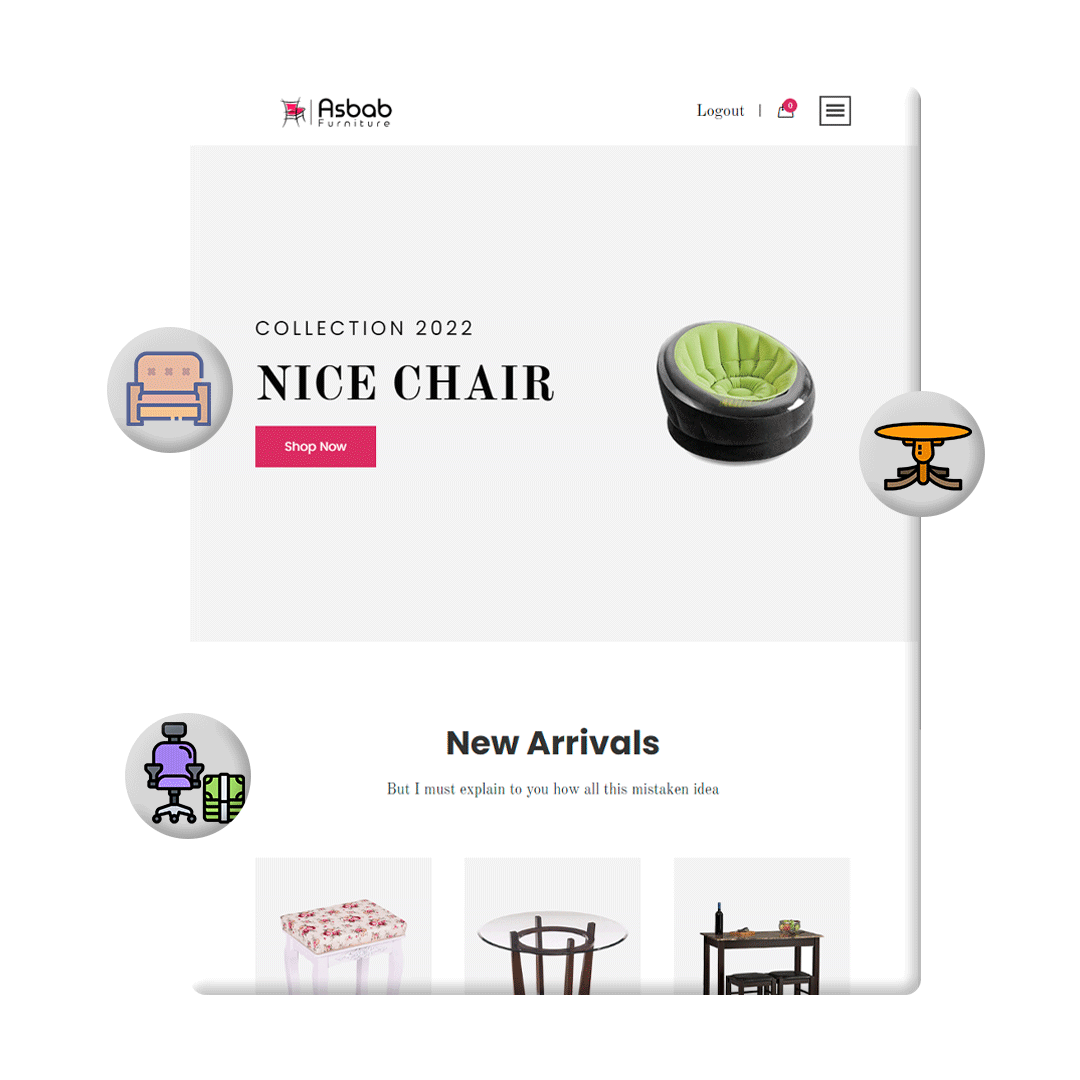 Asbab
Furniture
Logout | 0
COLLECTION 2022
NICE CHAIR
Shop Now
New Arrivals
But I must explain to you how all this mistaken idea